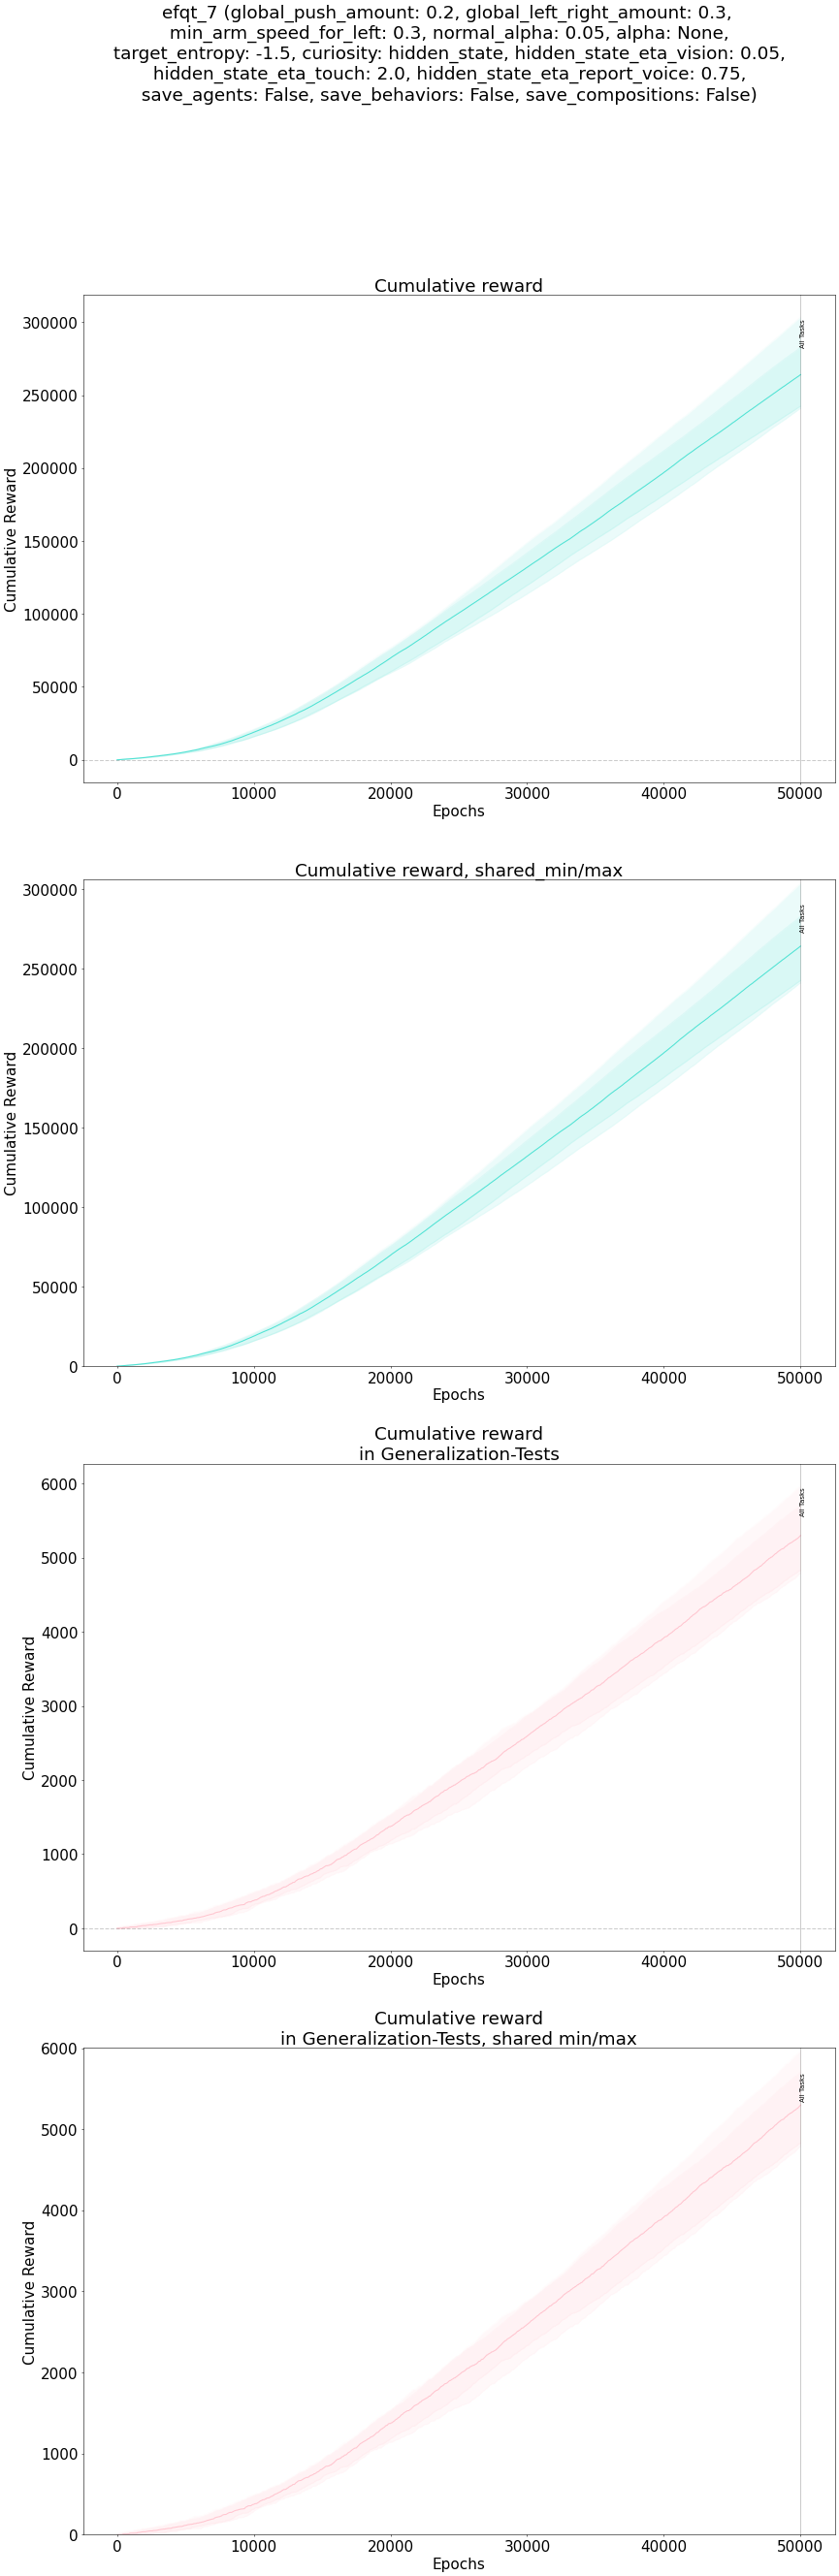 efqt_7 (global_push_amount: 0.2, global_left_right_amount: 0.3,
min_arm_speed_for_left: 0.3, normal_alpha: 0.05, alpha: None,
target_entropy: -1.5, curiosity: hidden_state, hidden_state_eta_vision: 0.05,
hidden_state_eta_touch: 2.0, hidden_state_eta_report_voice: 0.75,
save_agents: False, save_behaviors: False, save_compositions: False)
Cumulative reward
300000
250000
200000
150000
100000
50000
0
Cumulative Reward
All Tasks
0 10000 20000 30000 40000 50000
Epochs
Cumulative reward, shared_min/max
300000
250000
200000
150000
100000
50000
0
Cumulative Reward
All Tasks
0 10000 20000 30000 40000 50000
Epochs
Cumulative reward
in Generalization-Tests
6000
5000
4000
3000
2000
1000
0
Cumulative Reward
All Tasks
0 10000 20000 30000 40000 50000
Epochs
Cumulative reward
in Generalization-Tests, shared min/max
6000
5000
4000
3000
2000
1000
0
Cumulative Reward
All Tasks
0 10000 20000 30000 40000 50000
Epochs